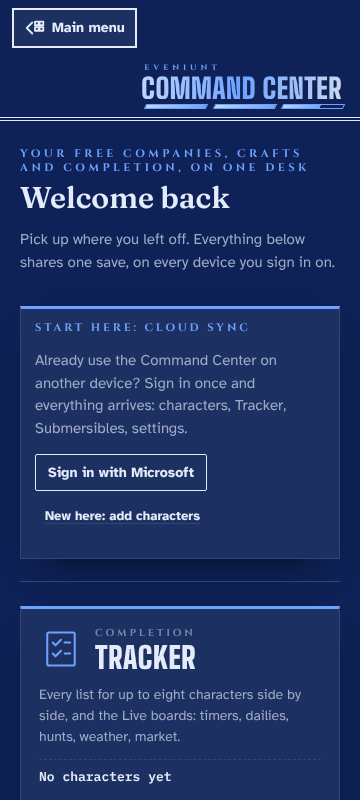 Main menu
EVENIUNT
COMMAND CENTER
YOUR FREE COMPANIES, CRAFTS
AND COMPLETION, ON ONE DESK
Welcome back
Pick up where you left off. Everything below
shares one save, on every device you sign in on.
START HERE: CLOUD SYNC
Already use the Command Center on
another device? Sign in once and
everything arrives: characters, Tracker,
Submersibles, settings.
Sign in with Microsoft
New here: add characters
COMPLETION
TRACKER
Every list for up to eight characters side by
side, and the Live boards: timers, dailies,
hunts, weather, market.
No characters yet